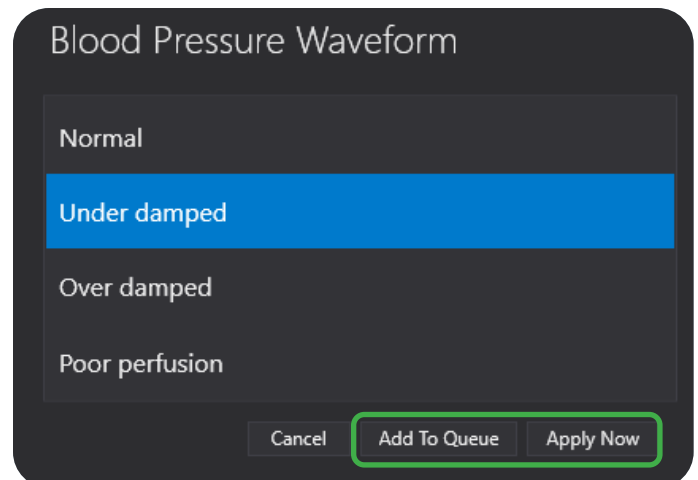 Blood Pressure Waveform
Normal
Under damped
Over damped
Poor perfusion
Cancel Add To Queue Apply Now